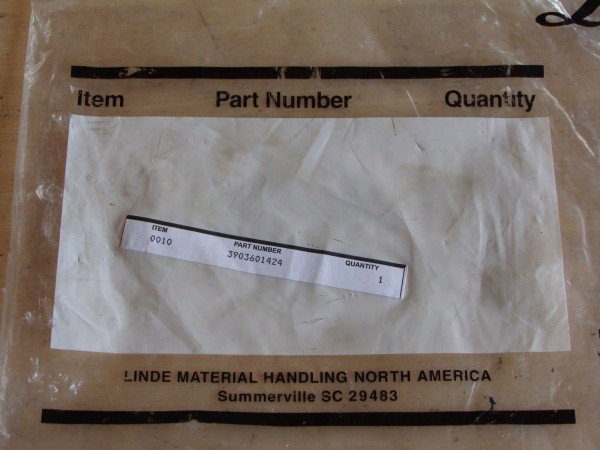 Item Part Number Quantity
ITEM PART NUMBER QUANTITY
0010 3903601424 1
LINDE MATERIAL HANDLING NORTH AMERICA
Summerville SC 29483